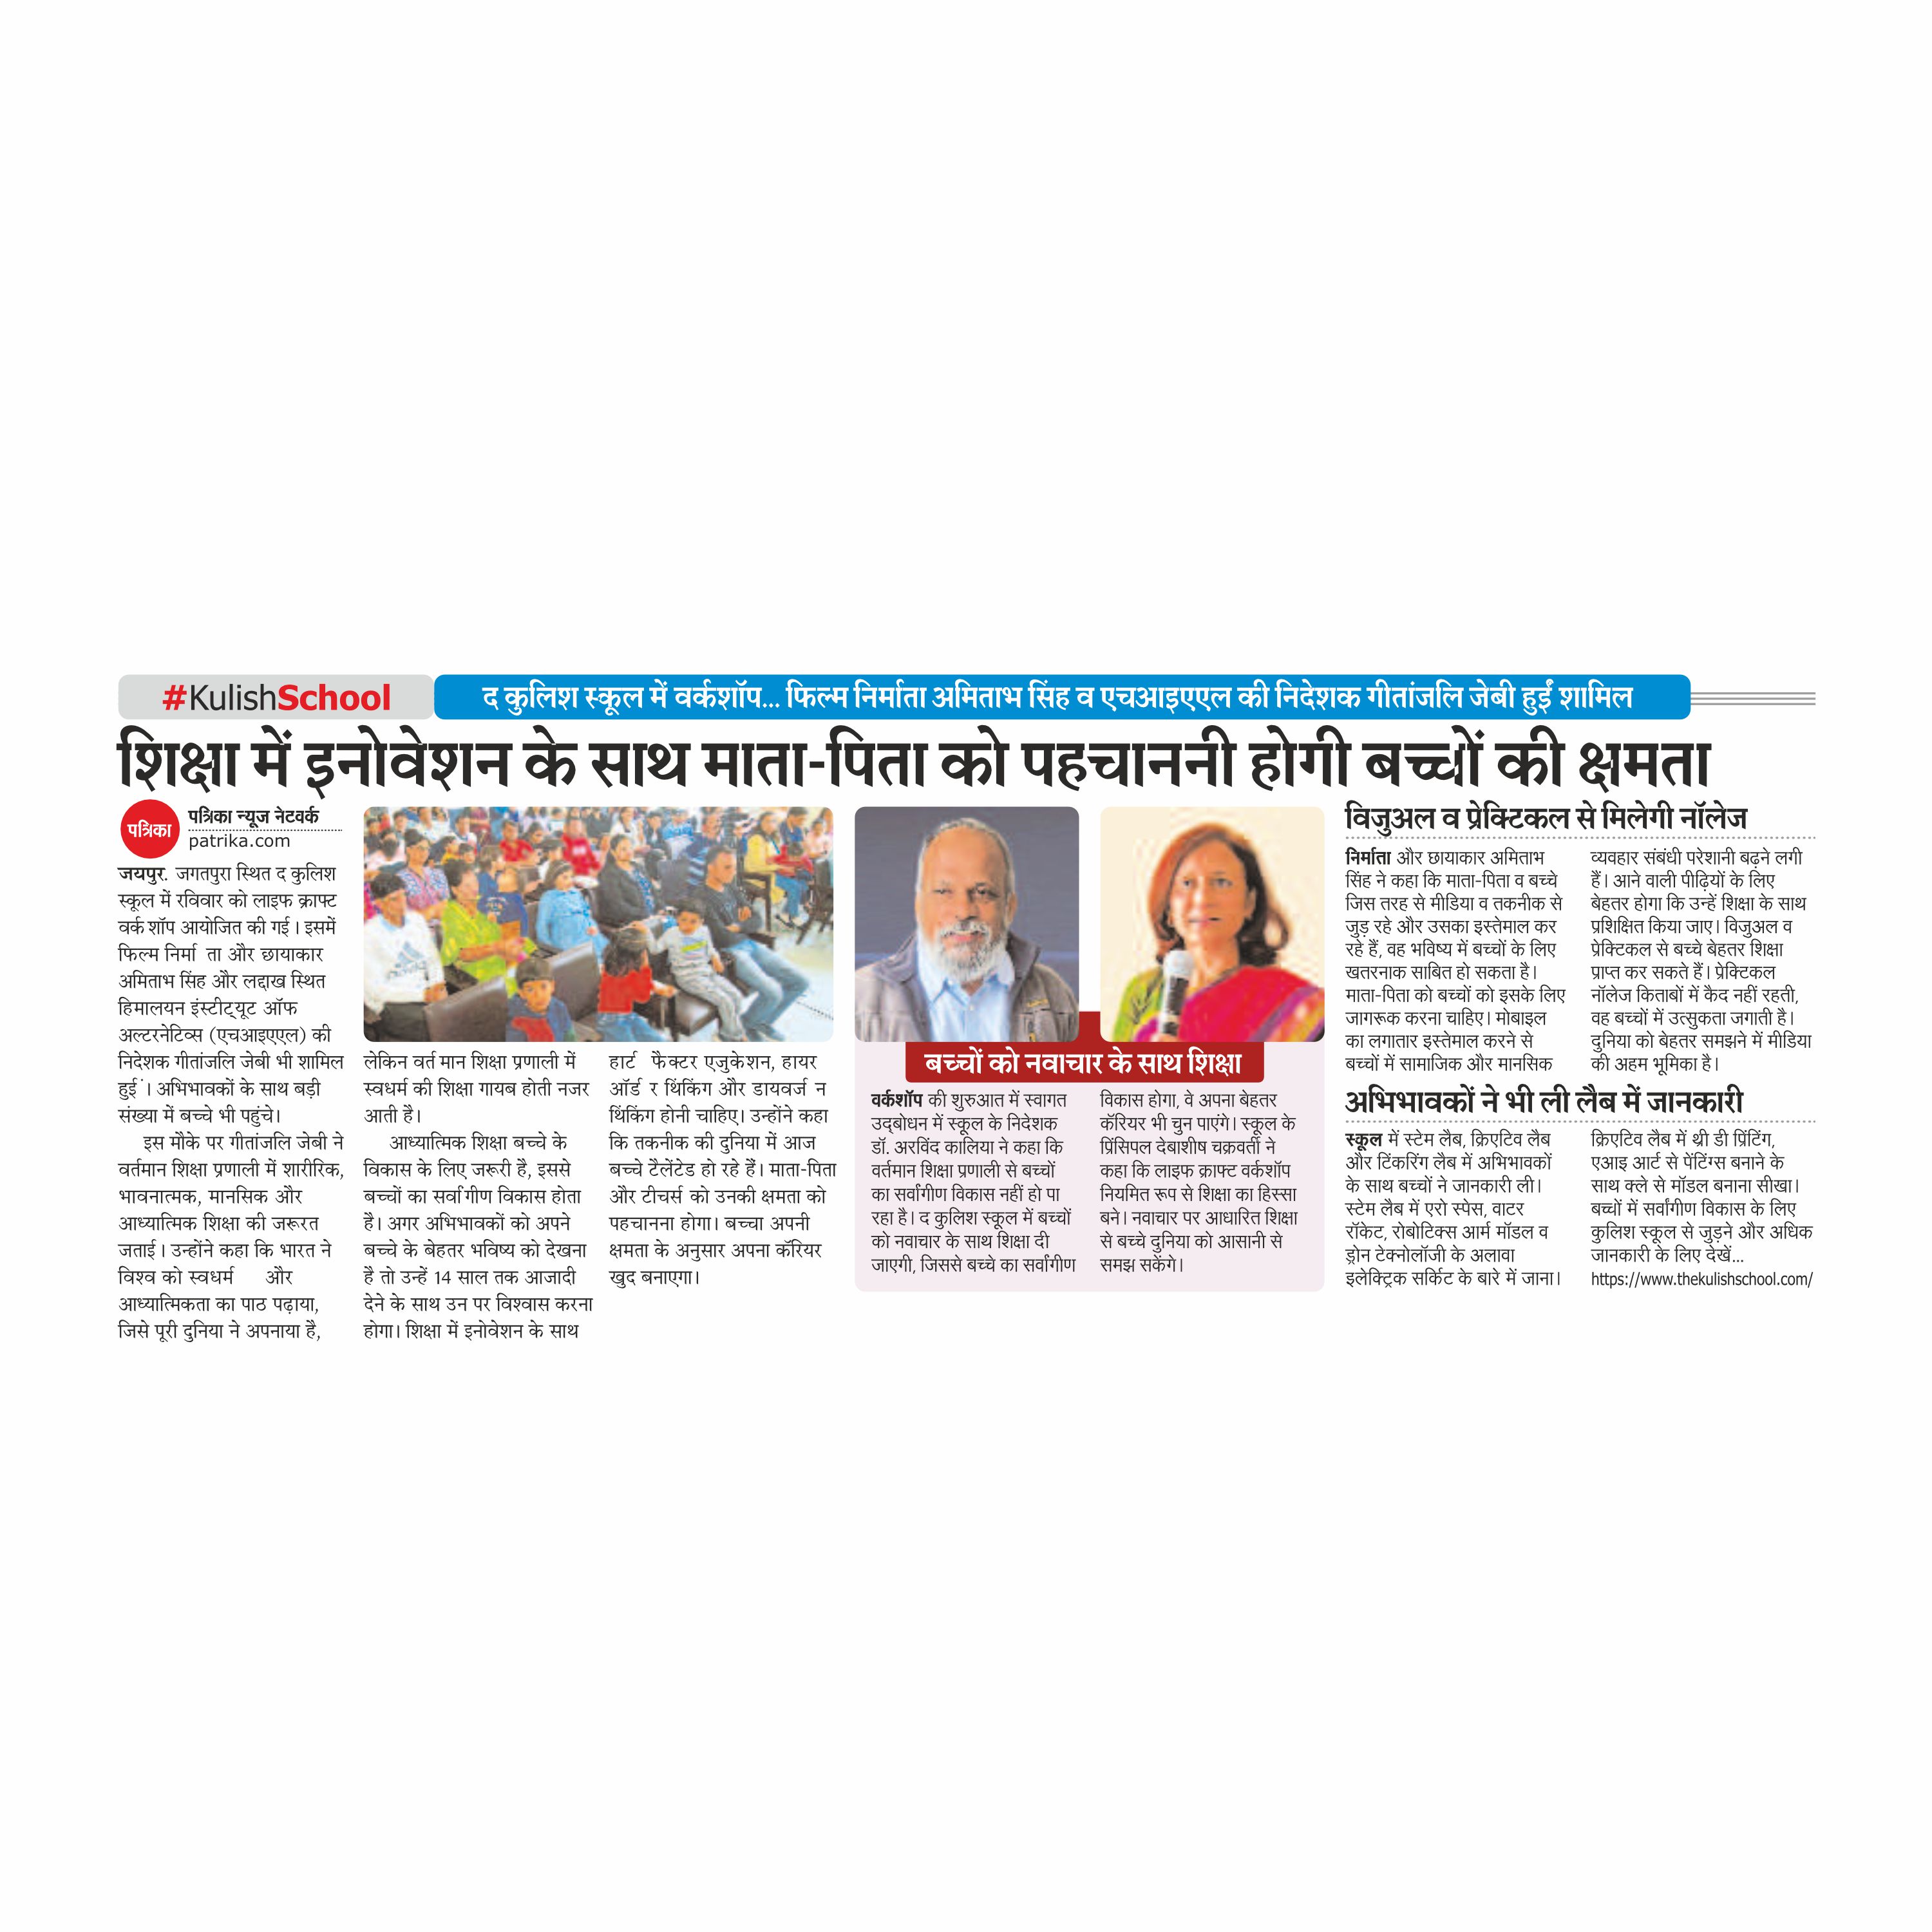 #KulishSchool
द कुलिश स्कूल में वर्कशॉप... फिल्म निर्माता अमिताभ सिंह व एचआइएएल की निदेशक गीतांजलि जेबी हुईं शामिल
शिक्षा में इनोवेशन के साथ माता-पिता को पहचाननी होगी बच्चों की क्षमता
पत्रिका
पत्रिका न्यूज नेटवर्क
patrika.com
जयपुर. जगतपुरा स्थित द कुलिश
स्कूल में रविवार को लाइफ क्राफ्ट
वर्क शॉप आयोजित की गई। इसमें
फिल्म निर्मा ता और छायाकार
अमिताभ सिंह और लद्दाख स्थित
हिमालयन इंस्टीट्यूट ऑफ
अल्टरनेटिव्स (एचआइएएल) की
निदेशक गीतांजलि जेबी भी शामिल
हुईं। अभिभावकों के साथ बड़ी
संख्या में बच्चे भी पहुंचे।
इस मौके पर गीतांजलि जेबी ने
वर्तमान शिक्षा प्रणाली में शारीरिक,
भावनात्मक, मानसिक और
आध्यात्मिक शिक्षा की जरूरत
जताई। उन्होंने कहा कि भारत ने
विश्व को स्वधर्म और
आध्यात्मिकता का पाठ पढ़ाया,
जिसे पूरी दुनिया ने अपनाया है,
लेकिन वर्त मान शिक्षा प्रणाली में
स्वधर्म की शिक्षा गायब होती नजर
आती है।
आध्यात्मिक शिक्षा बच्चे के
विकास के लिए जरूरी है, इससे
बच्चों का सर्वांगीण विकास होता
है। अगर अभिभावकों को अपने
बच्चे के बेहतर भविष्य को देखना
है तो उन्हें 14 साल तक आजादी
देने के साथ उन पर विश्वास करना
होगा। शिक्षा में इनोवेशन के साथ
हार्ट फैक्टर एजुकेशन, हायर
ऑर्ड र थिंकिंग और डायवर्ज न
थिंकिंग होनी चाहिए। उन्होंने कहा
कि तकनीक की दुनिया में आज
बच्चे टैलेंटेड हो रहे हैं। माता-पिता
और टीचर्स को उनकी क्षमता को
पहचानना होगा। बच्चा अपनी
क्षमता के अनुसार अपना कॅरियर
खुद बनाएगा।
बच्चों को नवाचार के साथ शिक्षा
वर्कशॉप की शुरुआत में स्वागत
उद्बोधन में स्कूल के निदेशक
डॉ. अरविंद कालिया ने कहा कि
वर्तमान शिक्षा प्रणाली से बच्चों
का सर्वांगीण विकास नहीं हो पा
रहा है। द कुलिश स्कूल में बच्चों
को नवाचार के साथ शिक्षा दी
जाएगी, जिससे बच्चे का सर्वांगीण
विकास होगा, वे अपना बेहतर
कॅरियर भी चुन पाएंगे। स्कूल के
प्रिंसिपल देबाशीष चक्रवर्ती ने
कहा कि लाइफ क्राफ्ट वर्कशॉप
नियमित रूप से शिक्षा का हिस्सा
बने। नवाचार पर आधारित शिक्षा
से बच्चे दुनिया को आसानी से
समझ सकेंगे।
विजुअल व प्रेक्टिकल से मिलेगी नॉलेज
निर्माता और छायाकार अमिताभ
सिंह ने कहा कि माता-पिता व बच्चे
जिस तरह से मीडिया व तकनीक से
जुड़ रहे और उसका इस्तेमाल कर
रहे हैं, वह भविष्य में बच्चों के लिए
खतरनाक साबित हो सकता है।
माता-पिता को बच्चों को इसके लिए
जागरूक करना चाहिए। मोबाइल
का लगातार इस्तेमाल करने से
बच्चों में सामाजिक और मानसिक
व्यवहार संबंधी परेशानी बढ़ने लगी
हैं। आने वाली पीढ़ियों के लिए
बेहतर होगा कि उन्हें शिक्षा के साथ
प्रशिक्षित किया जाए। विजुअल व
प्रेक्टिकल से बच्चे बेहतर शिक्षा
प्राप्त कर सकते हैं। प्रेक्टिकल
नॉलेज किताबों में कैद नहीं रहती,
वह बच्चों में उत्सुकता जगाती है।
दुनिया को बेहतर समझने में मीडिया
की अहम भूमिका है।
अभिभावकों ने भी ली लैब में जानकारी
स्कूल में स्टेम लैब, क्रिएटिव लैब
और टिंकरिंग लैब में अभिभावकों
के साथ बच्चों ने जानकारी ली।
स्टेम लैब में एरो स्पेस, वाटर
रॉकेट, रोबोटिक्स आर्म मॉडल व
ड्रोन टेक्नोलॉजी के अलावा
इलेक्ट्रिक सर्किट के बारे में जाना।
क्रिएटिव लैब में थ्री डी प्रिंटिंग,
एआइ आर्ट से पेंटिंग्स बनाने के
साथ क्ले से मॉडल बनाना सीखा।
बच्चों में सर्वांगीण विकास के लिए
कुलिश स्कूल से जुड़ने और अधिक
जानकारी के लिए देखें...
https://www.thekulishschool.com/